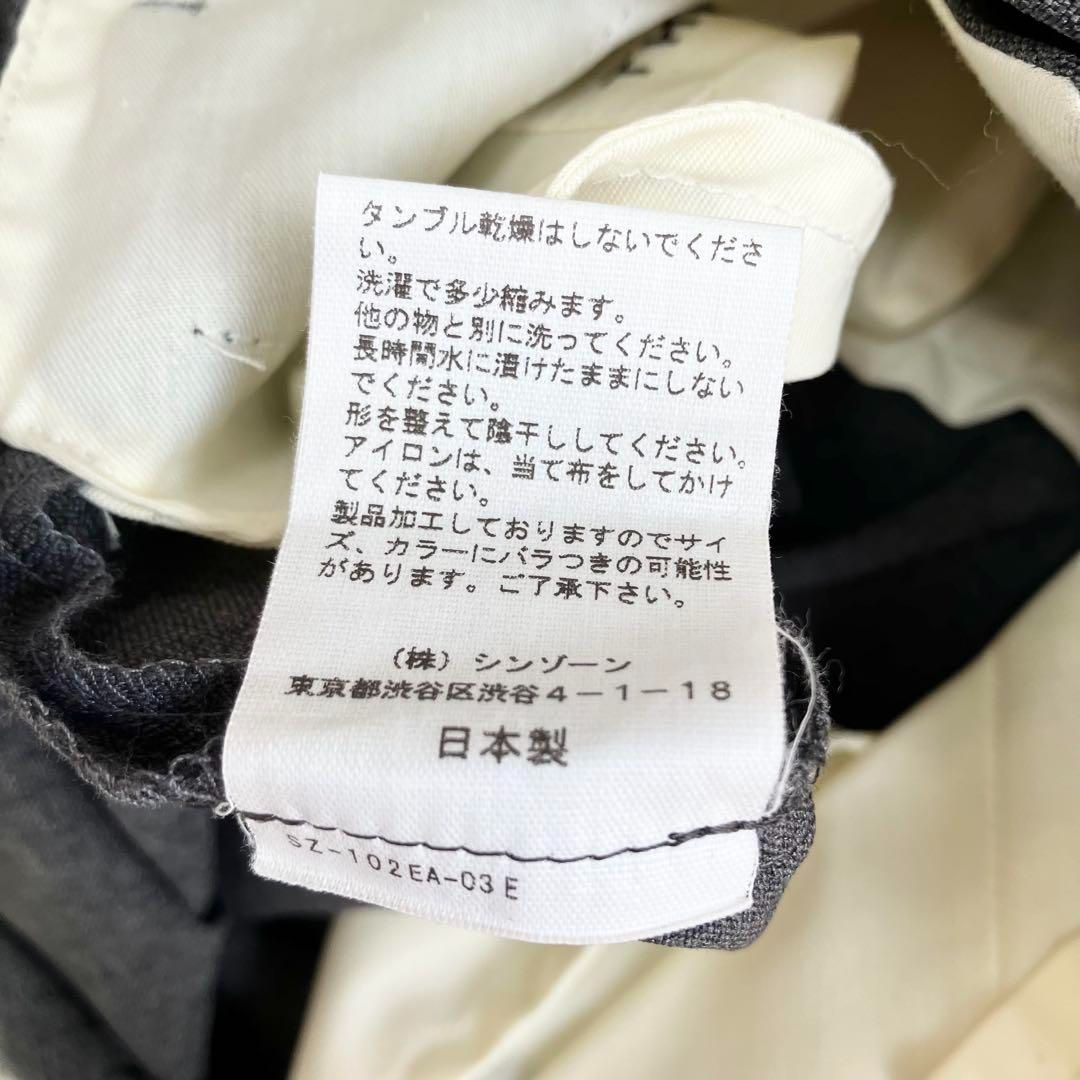 タンブル乾燥はしないでくださ
い。
洗濯で多少縮みます。
他の物と別に洗ってください。
長時間水に漬けたままにしない
でください。
形を整えて陰干ししてください。
アイロンは、当て布をしてかけ
てください。
製品加工しておりますのでサイ
ズ、カラーにバラつきの可能性
があります。ご了承下さい。
(株)シンゾーン
東京都渋谷区渋谷4-1-18
日本製
SZ-102EA-03E